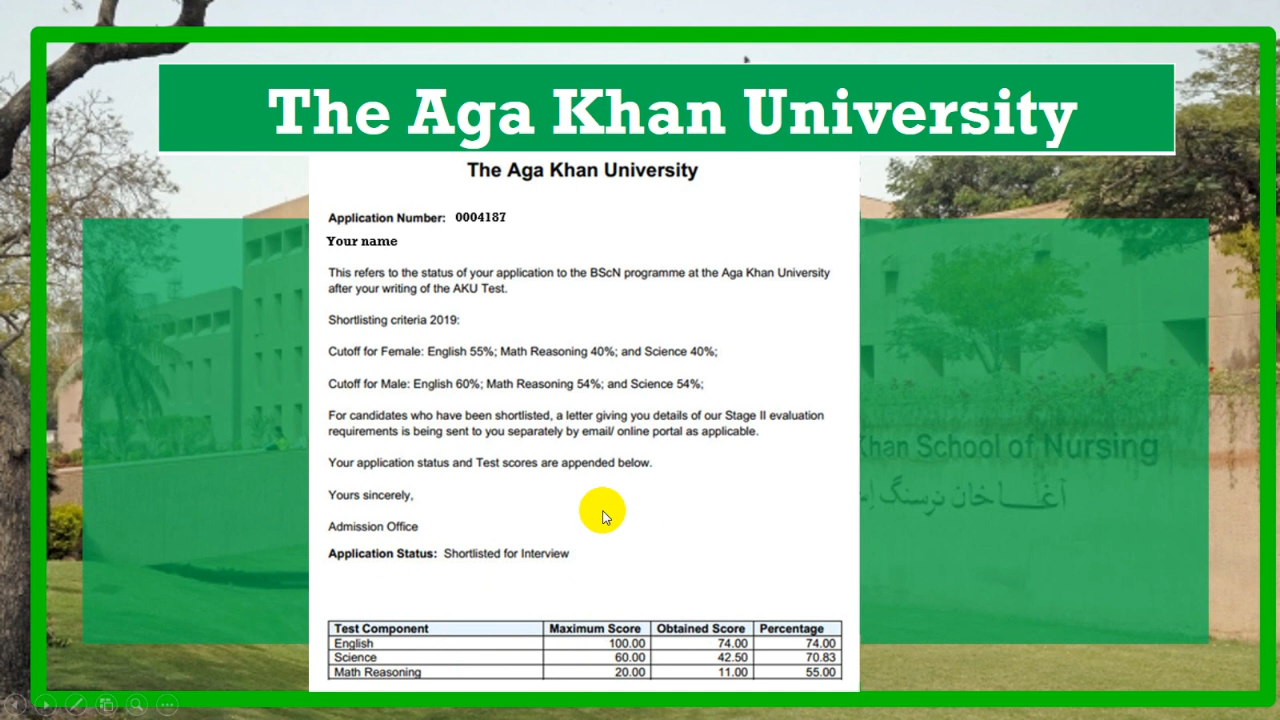 The Aga Khan University
The Aga Khan University
Application Number: 0004187
Your name
This refers to the status of your application to the BScN programme at the Aga Khan University
after your writing of the AKU Test.
Shortlisting criteria 2019:
Cutoff for Female: English 55%; Math Reasoning 40%; and Science 40%;
Cutoff for Male: English 60%; Math Reasoning 54%; and Science 54%;
For candidates who have been shortlisted, a letter giving you details of our Stage II evaluation
requirements is being sent to you separately by email/ online portal as applicable.
Your application status and Test scores are appended below.
Yours sincerely,
Admission Office
Application Status: Shortlisted for Interview
Test Component Maximum Score Obtained Score Percentage
English 100.00 74.00 74.00
Science 60.00 42.50 70.83
Math Reasoning 20.00 11.00 55.00
Khan School of Nursing
آغاخان نرسنگ